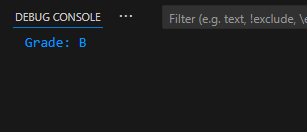 DEBUG CONSOLE ...
Filter (e.g. text, !exclude, \e
Grade: B